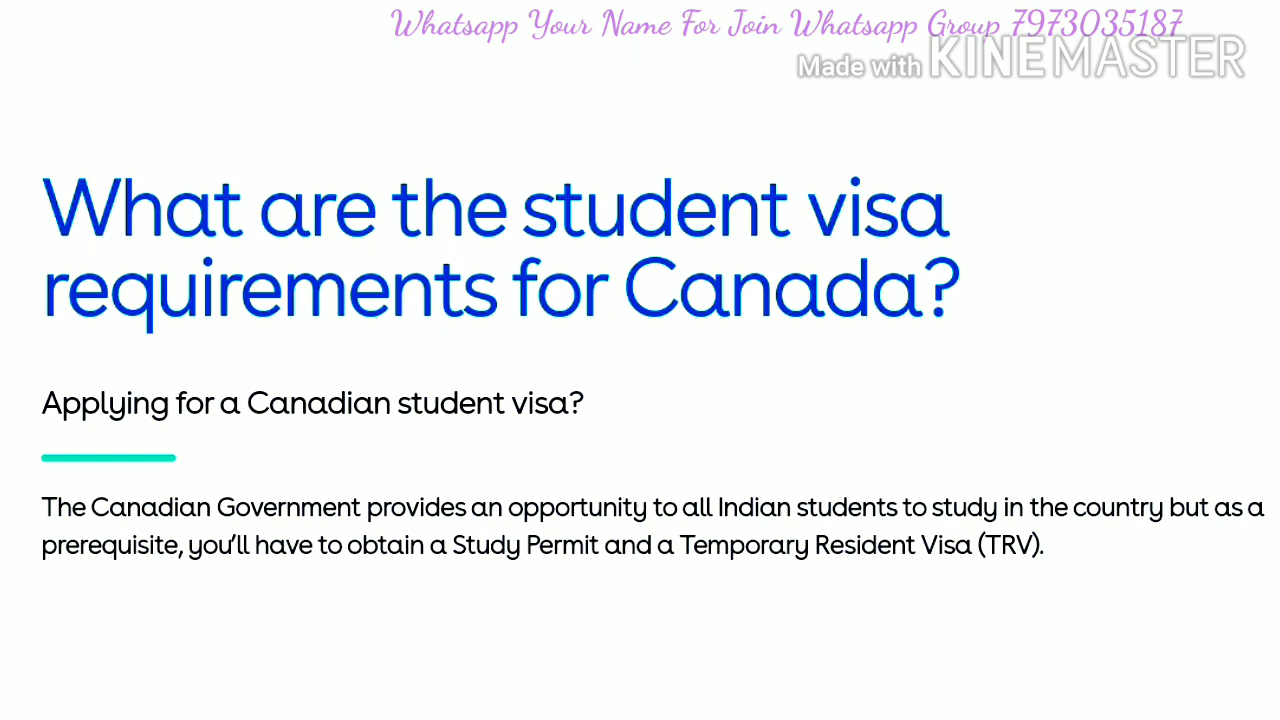 Whatsapp Your Name For Join Whatsapp Group 7973035187
Made with KINEMASTER
What are the student visa
requirements for Canada?
Applying for a Canadian student visa?
The Canadian Government provides an opportunity to all Indian students to study in the country but as a
prerequisite, you’ll have to obtain a Study Permit and a Temporary Resident Visa (TRV).